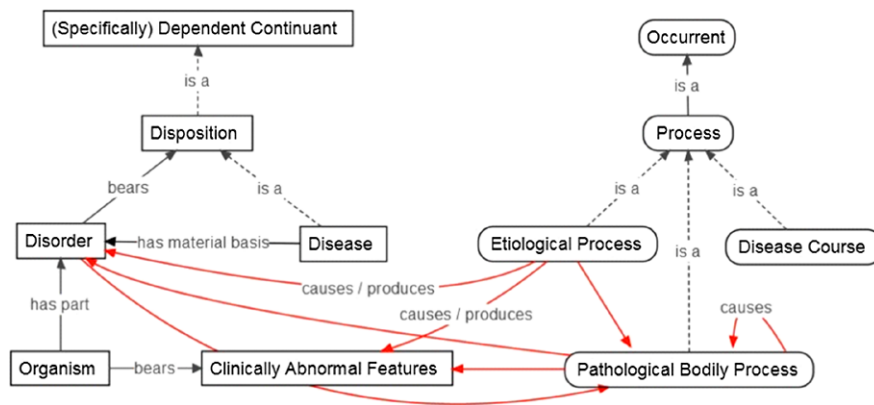 (Specifically) Dependent Continuant
Occurrent
is a
is a
Disposition
Process
bears
is a
is a
is a
Disorder
has material basis
Disease
Etiological Process
is a
Disease Course
causes / produces
has part
causes / produces
causes
Organism
bears
Clinically Abnormal Features
Pathological Bodily Process